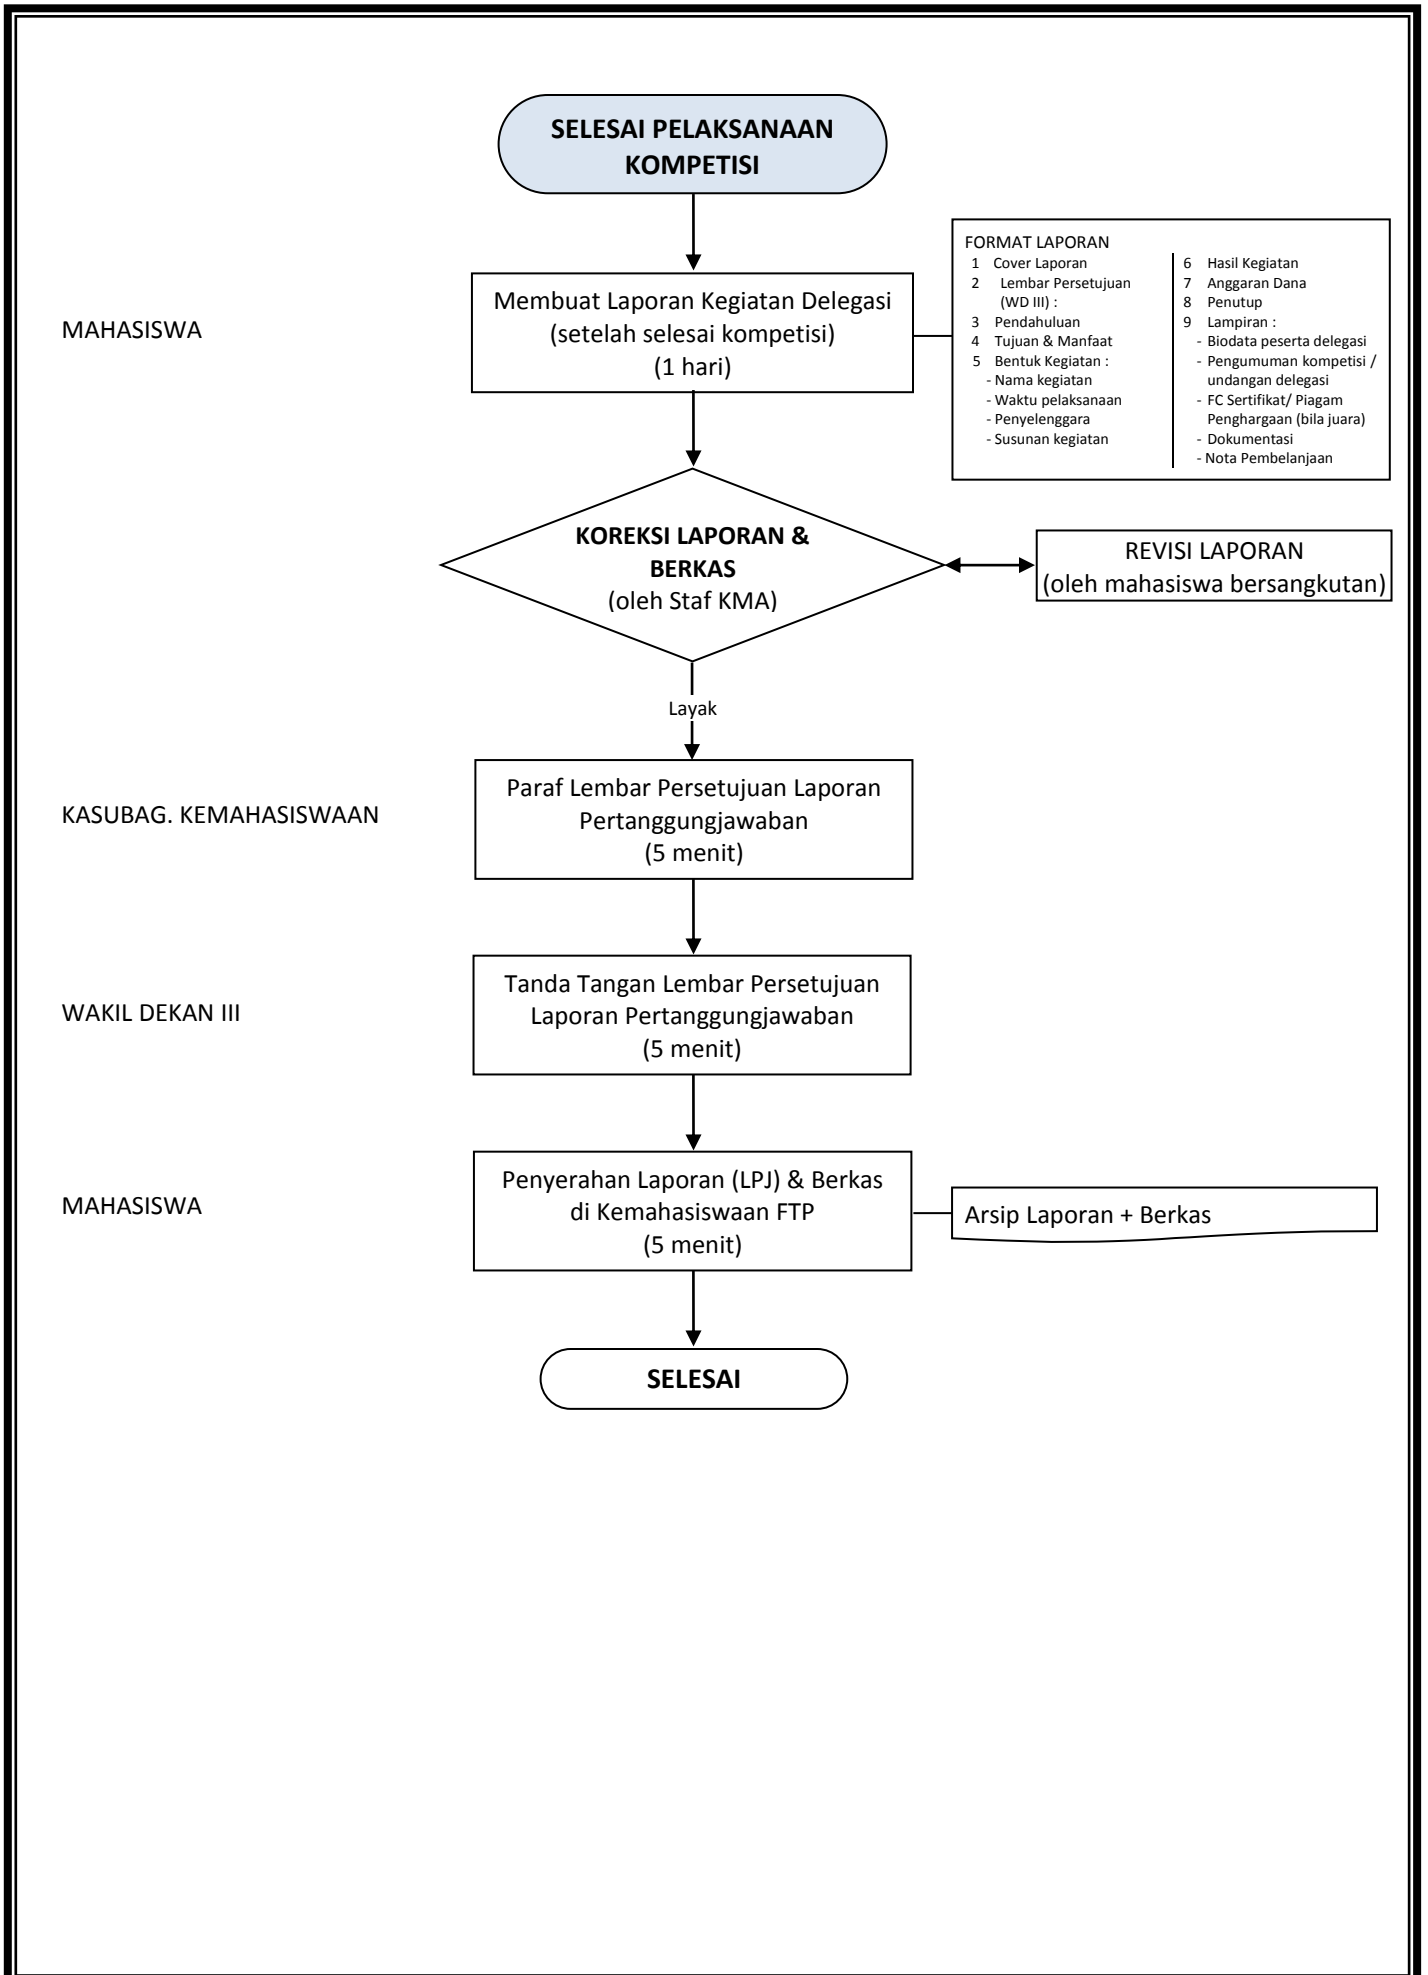 SELESAI PELAKSANAAN
KOMPETISI
MAHASISWA
Membuat Laporan Kegiatan Delegasi
(setelah selesai kompetisi)
(1 hari)
FORMAT LAPORAN
1 Cover Laporan
2 Lembar Persetujuan
(WD III) :
3 Pendahuluan
4 Tujuan & Manfaat
5 Bentuk Kegiatan :
- Nama kegiatan
- Waktu pelaksanaan
- Penyelenggara
- Susunan kegiatan
6 Hasil Kegiatan
7 Anggaran Dana
8 Penutup
9 Lampiran :
- Biodata peserta delegasi
- Pengumuman kompetisi /
undangan delegasi
- FC Sertifikat/ Piagam
Penghargaan (bila juara)
- Dokumentasi
- Nota Pembelanjaan
KOREKSI LAPORAN &
BERKAS
(oleh Staf KMA)
REVISI LAPORAN
(oleh mahasiswa bersangkutan)
Layak
KASUBAG. KEMAHASISWAAN
Paraf Lembar Persetujuan Laporan
Pertanggungjawaban
(5 menit)
WAKIL DEKAN III
Tanda Tangan Lembar Persetujuan
Laporan Pertanggungjawaban
(5 menit)
MAHASISWA
Penyerahan Laporan (LPJ) & Berkas
di Kemahasiswaan FTP
(5 menit)
Arsip Laporan + Berkas
SELESAI